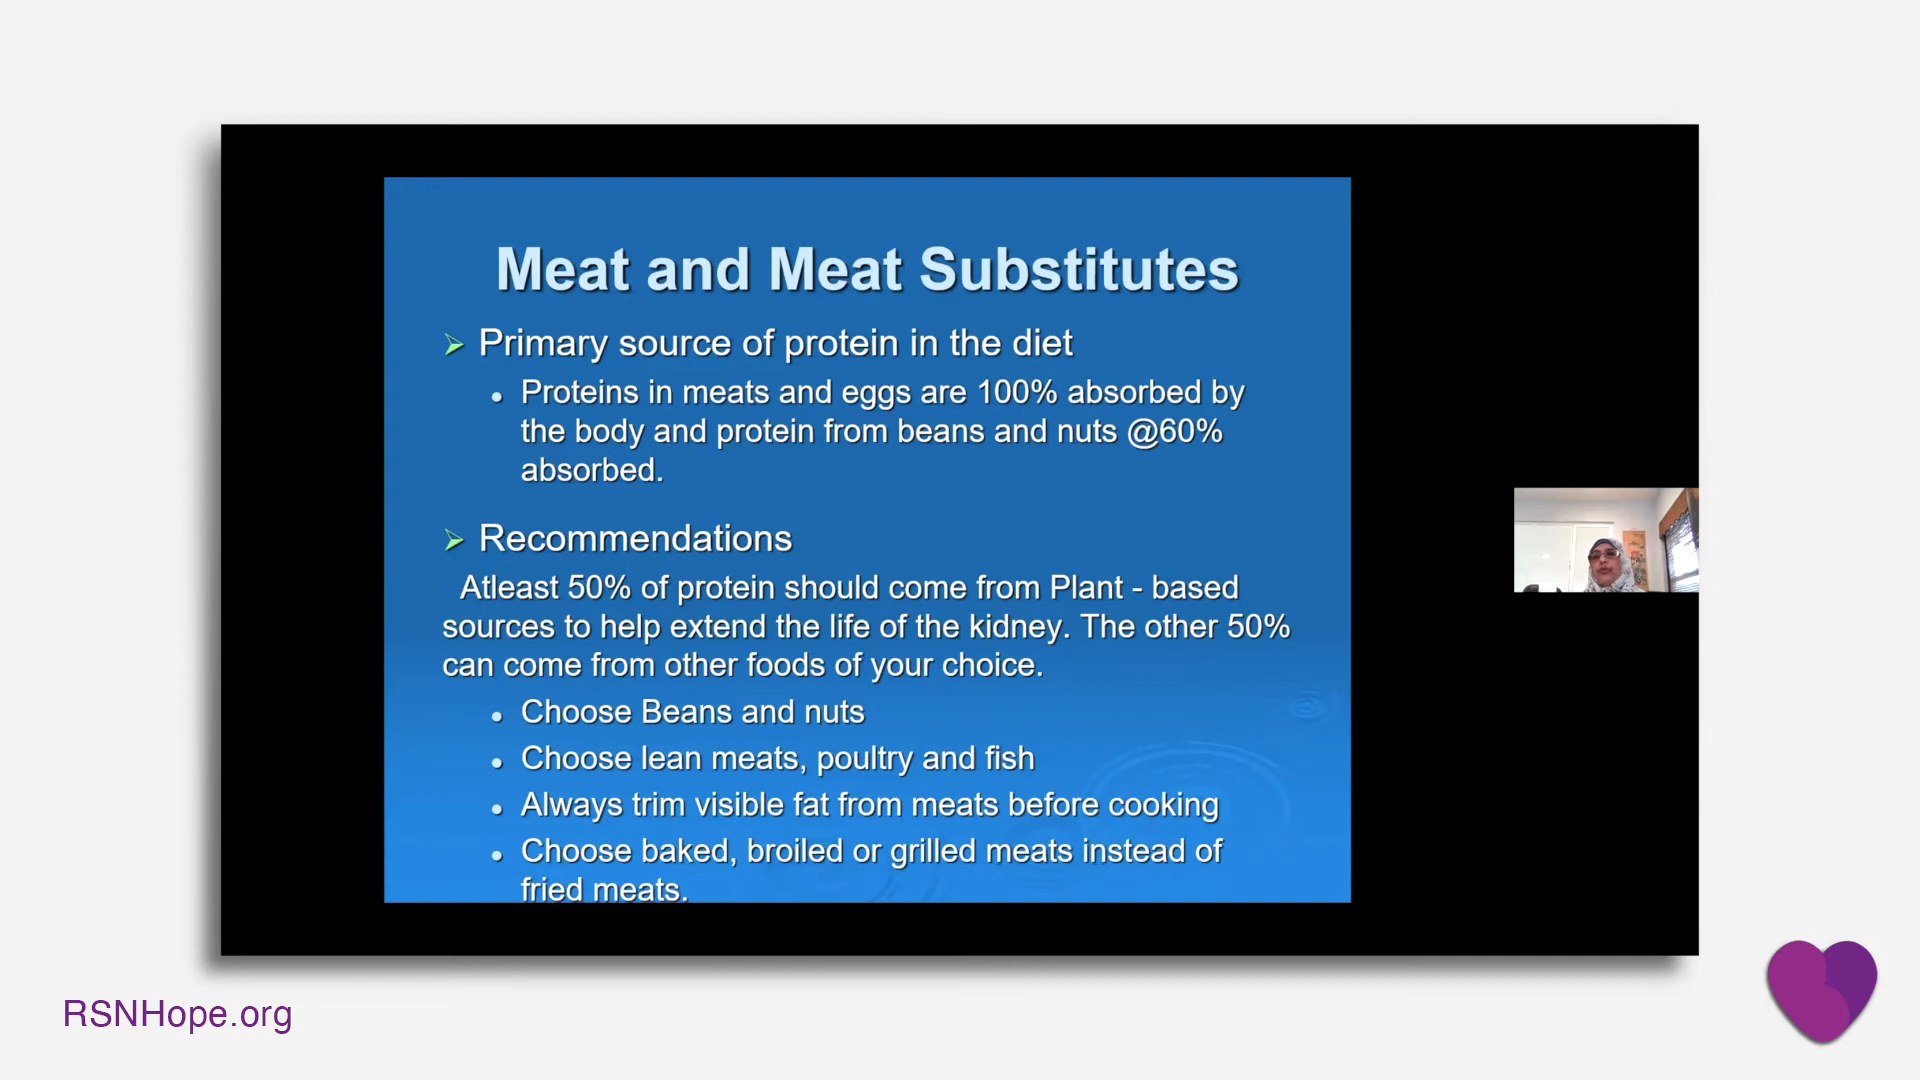 Meat and Meat Substitutes
Primary source of protein in the diet
Proteins in meats and eggs are 100% absorbed by
the body and protein from beans and nuts @60%
absorbed.
Recommendations
Atleast 50% of protein should come from Plant - based
sources to help extend the life of the kidney. The other 50%
can come from other foods of your choice.
Choose Beans and nuts
Choose lean meats, poultry and fish
Always trim visible fat from meats before cooking
Choose baked, broiled or grilled meats instead of
fried meats.
RSNHope.org